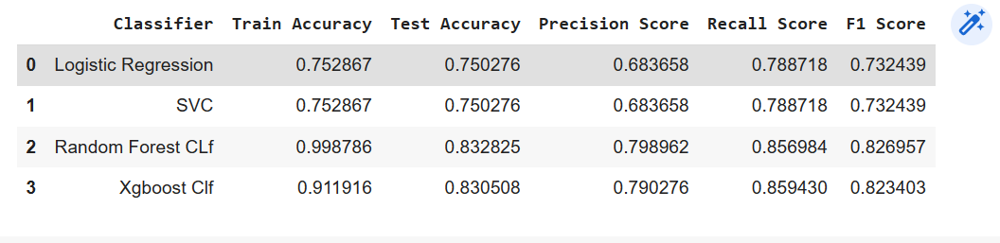 Classifier Train Accuracy Test Accuracy Precision Score Recall Score F1 Score
0 Logistic Regression 0.752867 0.750276 0.683658 0.788718 0.732439
1 SVC 0.752867 0.750276 0.683658 0.788718 0.732439
2 Random Forest CLf 0.998786 0.832825 0.798962 0.856984 0.826957
3 Xgboost Clf 0.911916 0.830508 0.790276 0.859430 0.823403